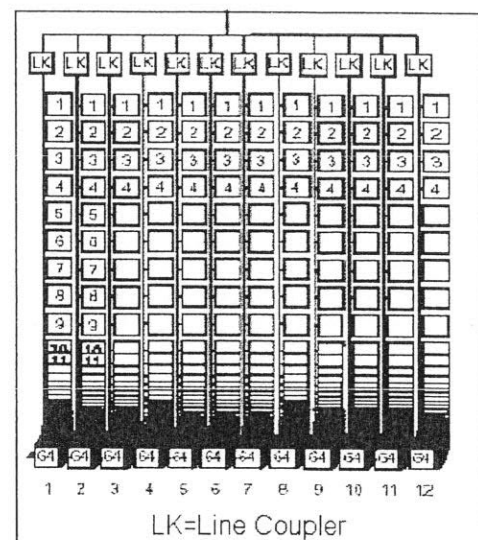 LK LK LK LK LK LK LK LK LK LK LK LK
1 1 1 1 1 1 1 1 1 1 1 1
2 2 2 2 2 2 2 2 2 2 2 2
3 3 3 3 3 3 3 3 3 3 3 3
4 4 4 4 4 4 4 4 4 4 4 4
5 5
6 6
7 7
8 8
9 9
10 10
11 11
64 64 64 64 64 64 64 64 64 64 64 64
1 2 3 4 5 6 7 8 9 10 11 12
LK=Line Coupler